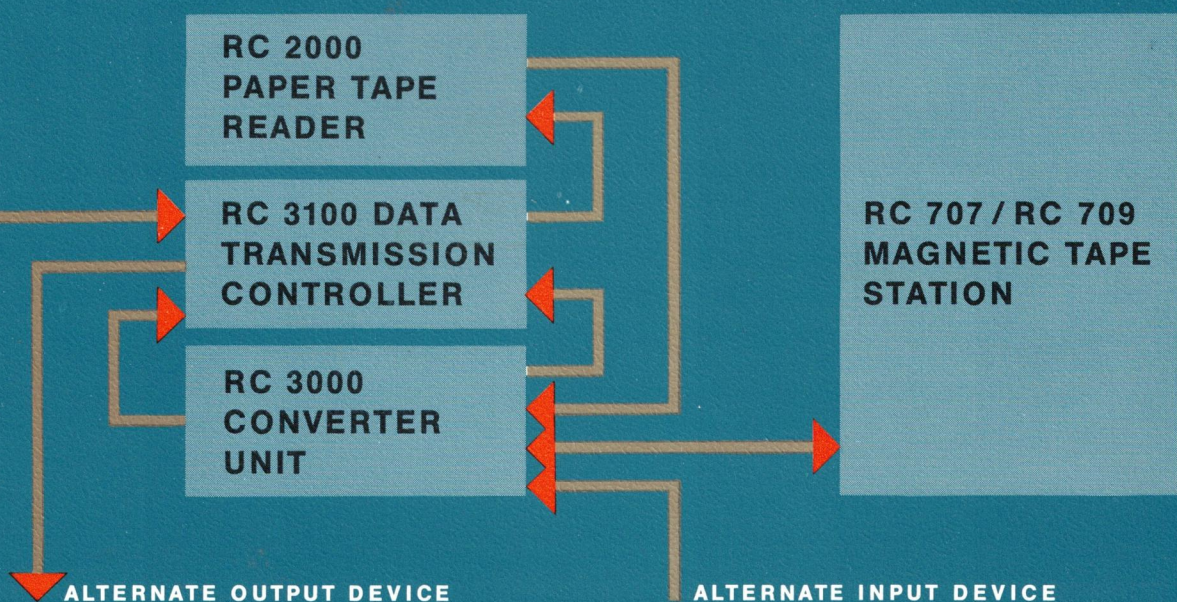 RC 2000
PAPER TAPE
READER
RC 3100 DATA
TRANSMISSION
CONTROLLER
RC 3000
CONVERTER
UNIT
RC 707 / RC 709
MAGNETIC TAPE
STATION
ALTERNATE OUTPUT DEVICE
ALTERNATE INPUT DEVICE